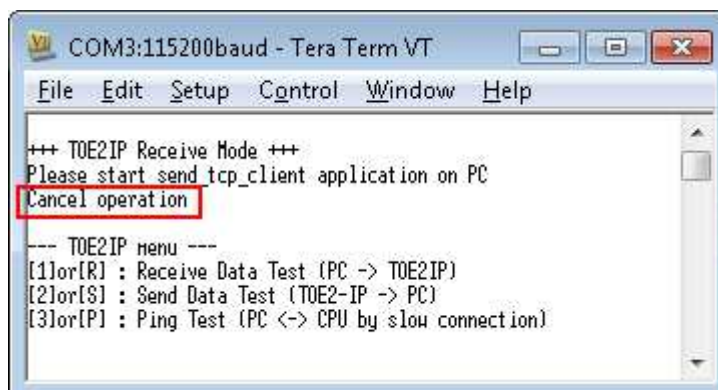 COM3:115200baud - Tera Term VT
File Edit Setup Control Window Help
+++ TOE2IP Receive Mode +++
Please start send_tcp_client application on PC
Cancel operation
--- TOE2IP menu ---
[1]or[R] : Receive Data Test (PC -> TOE2IP)
[2]or[S] : Send Data Test (TOE2-IP -> PC)
[3]or[P] : Ping Test (PC <-> CPU by slow connection)